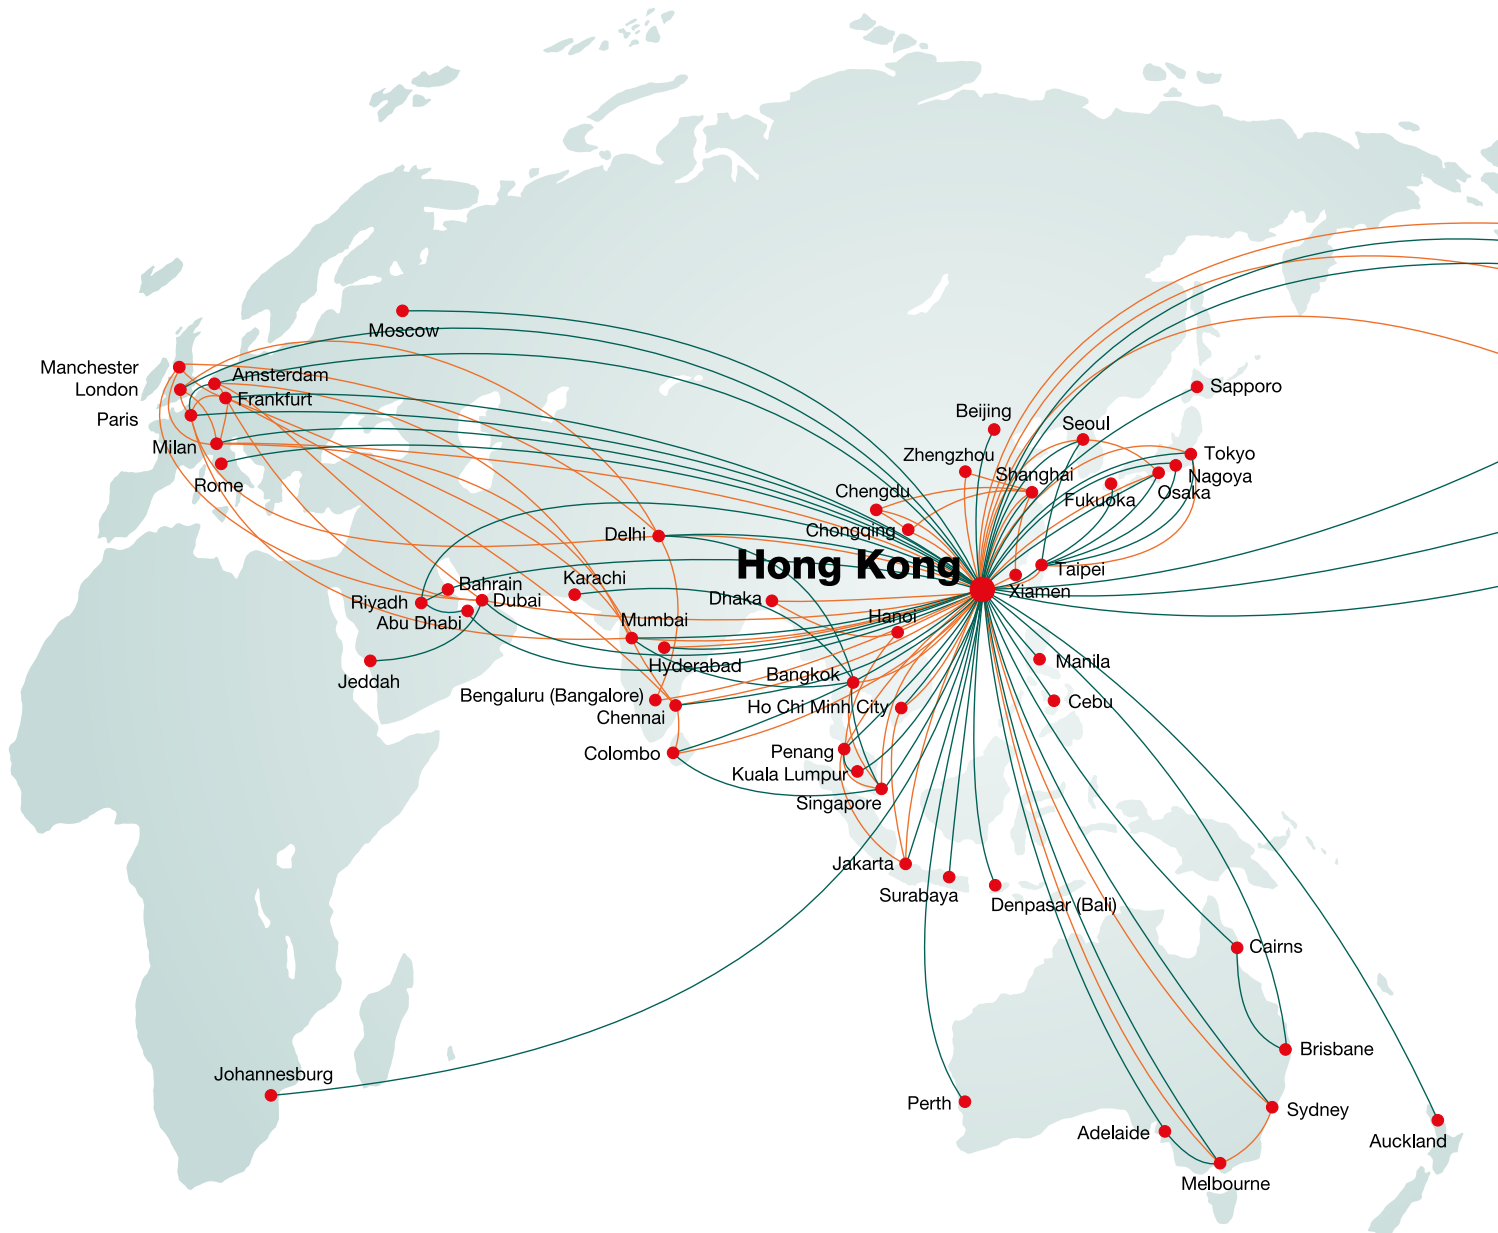 Moscow
Manchester
Amsterdam
London
Frankfurt
Sapporo
Paris
Beijing
Seoul
Milan
Tokyo
Zhengzhou
Shanghai
Nagoya
Rome
Chengdu
Osaka
Fukuoka
Chongqing
Delhi
Hong Kong
Taipei
Karachi
Bahrain
Xiamen
Dhaka
Riyadh
Dubai
Hanoi
Abu Dhabi
Mumbai
Manila
Hyderabad
Bangkok
Jeddah
Bengaluru (Bangalore)
Cebu
Ho Chi Minh City
Chennai
Colombo
Penang
Kuala Lumpur
Singapore
Jakarta
Surabaya
Denpasar (Bali)
Cairns
Brisbane
Johannesburg
Perth
Sydney
Adelaide
Auckland
Melbourne